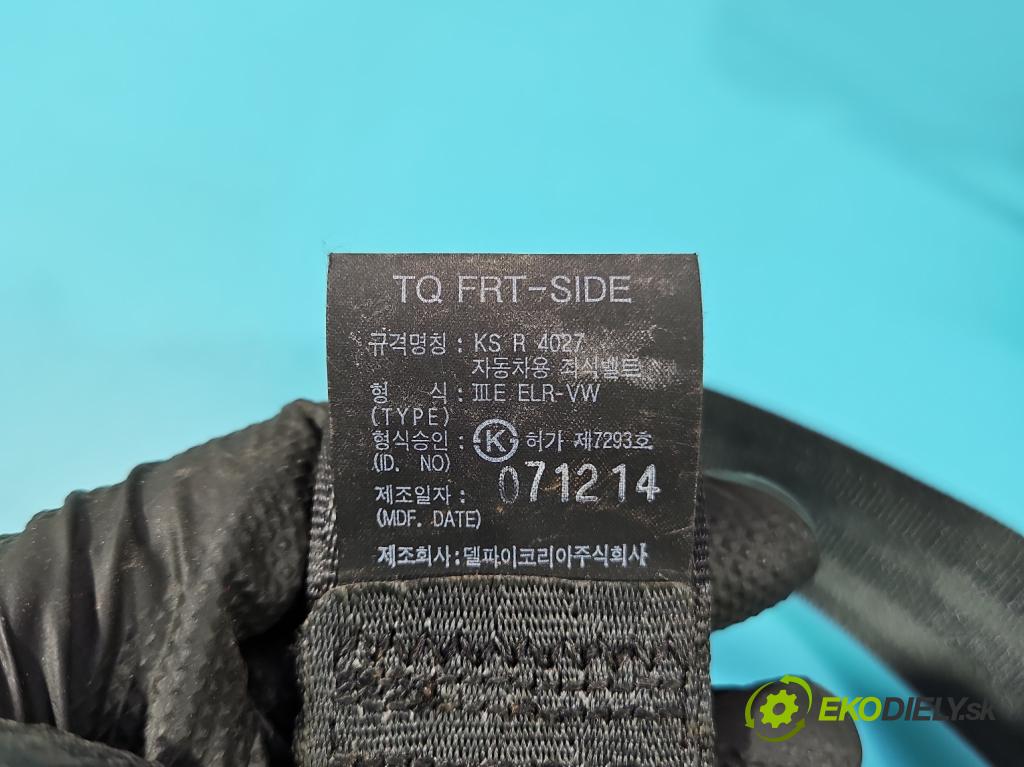 TQ FRT-SIDE
규격명칭 : KS R 4027
자동차용 좌석벨트
형 식 : ⅢE ELR-VW
(TYPE)
형식승인 : K 허가 제7293호
(ID. NO)
제조일자 : 071214
(MDF. DATE)
제조회사:델파이코리아주식회사
EKODIELY.sk